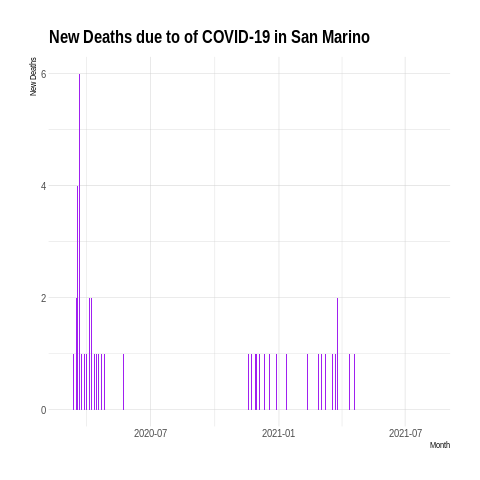 New Deaths due to of COVID-19 in San Marino
New Deaths
6
4
2
0
2020-07 2021-01 2021-07
Month